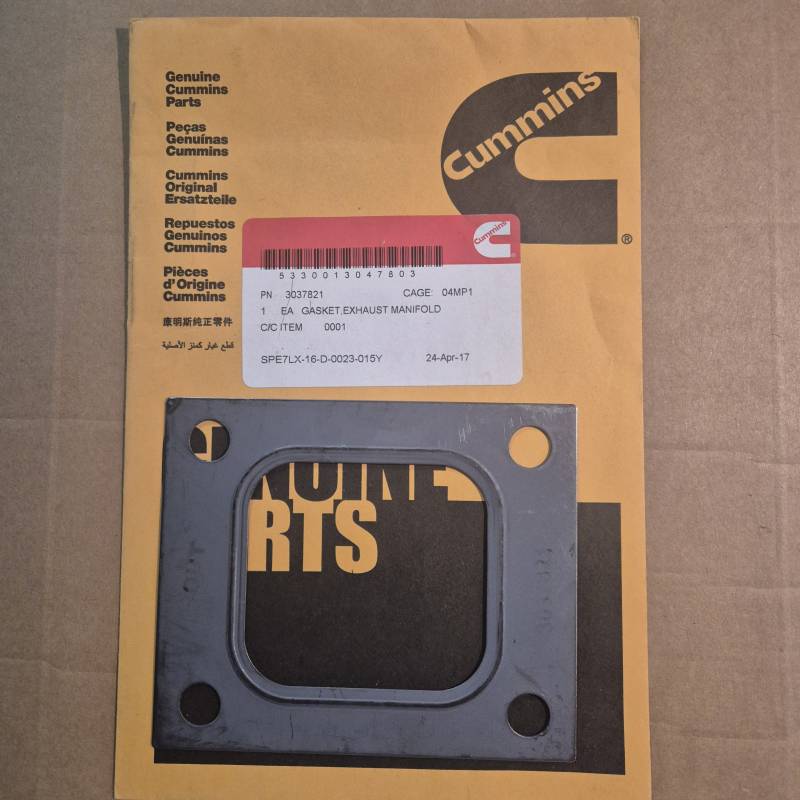 Genuine
Cummins
Parts
Peças
Genuínas
Cummins
Cummins
Original
Ersatzteile
Repuestos
Genuinos
Cummins
Pièces
d'Origine
Cummins
康明斯纯正零件
قطع غيار كمنز الأصلية
Cummins
®
Cummins
5330013047803
PN 3037821 CAGE: 04MP1
1 EA GASKET,EXHAUST MANIFOLD
C/C ITEM 0001
SPE7LX-16-D-0023-015Y 24-Apr-17
NUINE
RTS